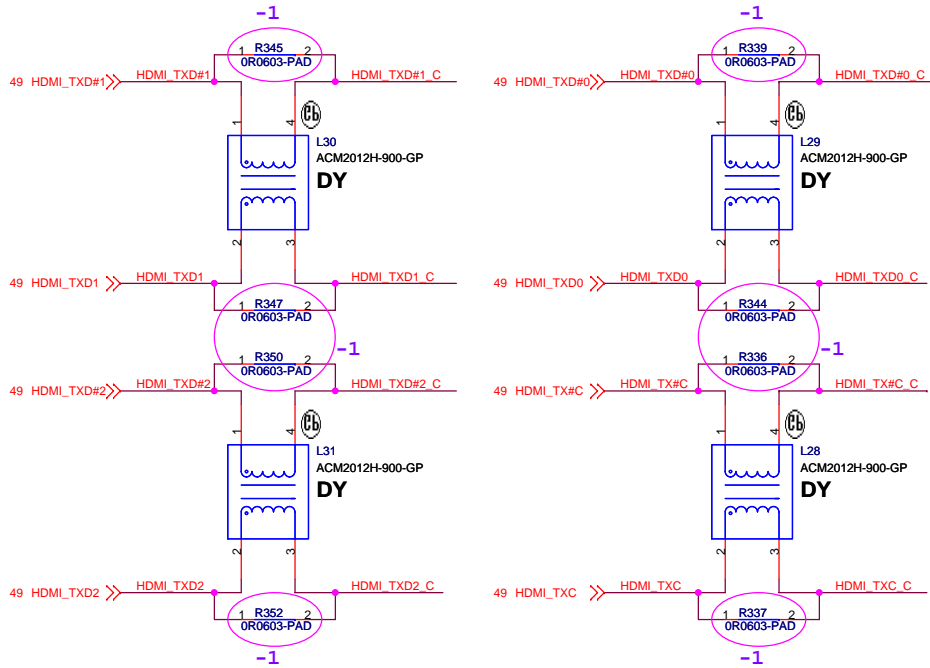 -1
-1
R345
1 2
0R0603-PAD
R339
1 2
0R0603-PAD
49 HDMI_TXD#1
HDMI_TXD#1
HDMI_TXD#1_C
49 HDMI_TXD#0
HDMI_TXD#0
HDMI_TXD#0_C
1
4
L30
ACM2012H-900-GP
DY
2
3
1
4
L29
ACM2012H-900-GP
DY
2
3
49 HDMI_TXD1
HDMI_TXD1
HDMI_TXD1_C
49 HDMI_TXD0
HDMI_TXD0
HDMI_TXD0_C
1 R347 2
0R0603-PAD
1 R344 2
0R0603-PAD
-1
-1
R350
1 2
0R0603-PAD
R336
1 2
0R0603-PAD
49 HDMI_TXD#2
HDMI_TXD#2
HDMI_TXD#2_C
49 HDMI_TX#C
HDMI_TX#C
HDMI_TX#C_C
1
4
L31
ACM2012H-900-GP
DY
2
3
1
4
L28
ACM2012H-900-GP
DY
2
3
49 HDMI_TXD2
HDMI_TXD2
HDMI_TXD2_C
49 HDMI_TXC
HDMI_TXC
HDMI_TXC_C
1 R352 2
0R0603-PAD
1 R337 2
0R0603-PAD
-1
-1